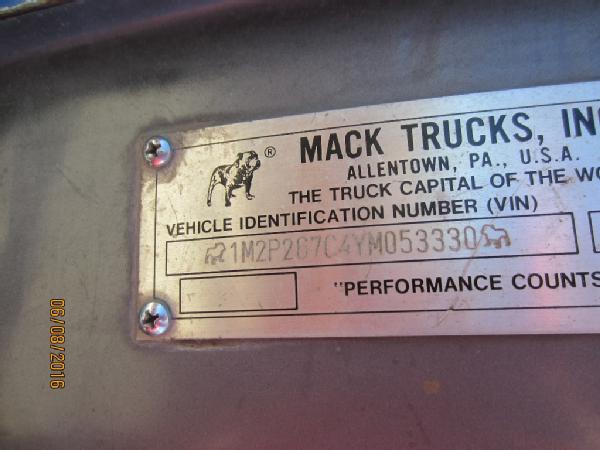 ®
MACK TRUCKS, INC
ALLENTOWN, PA., U.S.A.
THE TRUCK CAPITAL OF THE WO
VEHICLE IDENTIFICATION NUMBER (VIN)
1M2P267C4YM053330
"PERFORMANCE COUNTS
06/08/2016